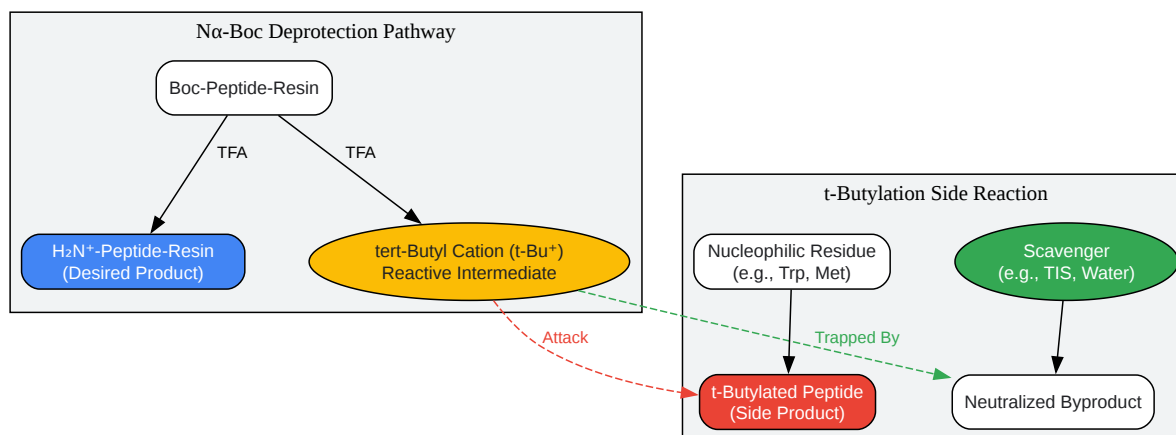 Nα-Boc Deprotection Pathway
Boc-Peptide-Resin
TFA
TFA
H₂N⁺-Peptide-Resin
(Desired Product)
tert-Butyl Cation (t-Bu⁺)
Reactive Intermediate
t-Butylation Side Reaction
Nucleophilic Residue
(e.g., Trp, Met)
Scavenger
(e.g., TIS, Water)
Attack
Trapped By
t-Butylated Peptide
(Side Product)
Neutralized Byproduct